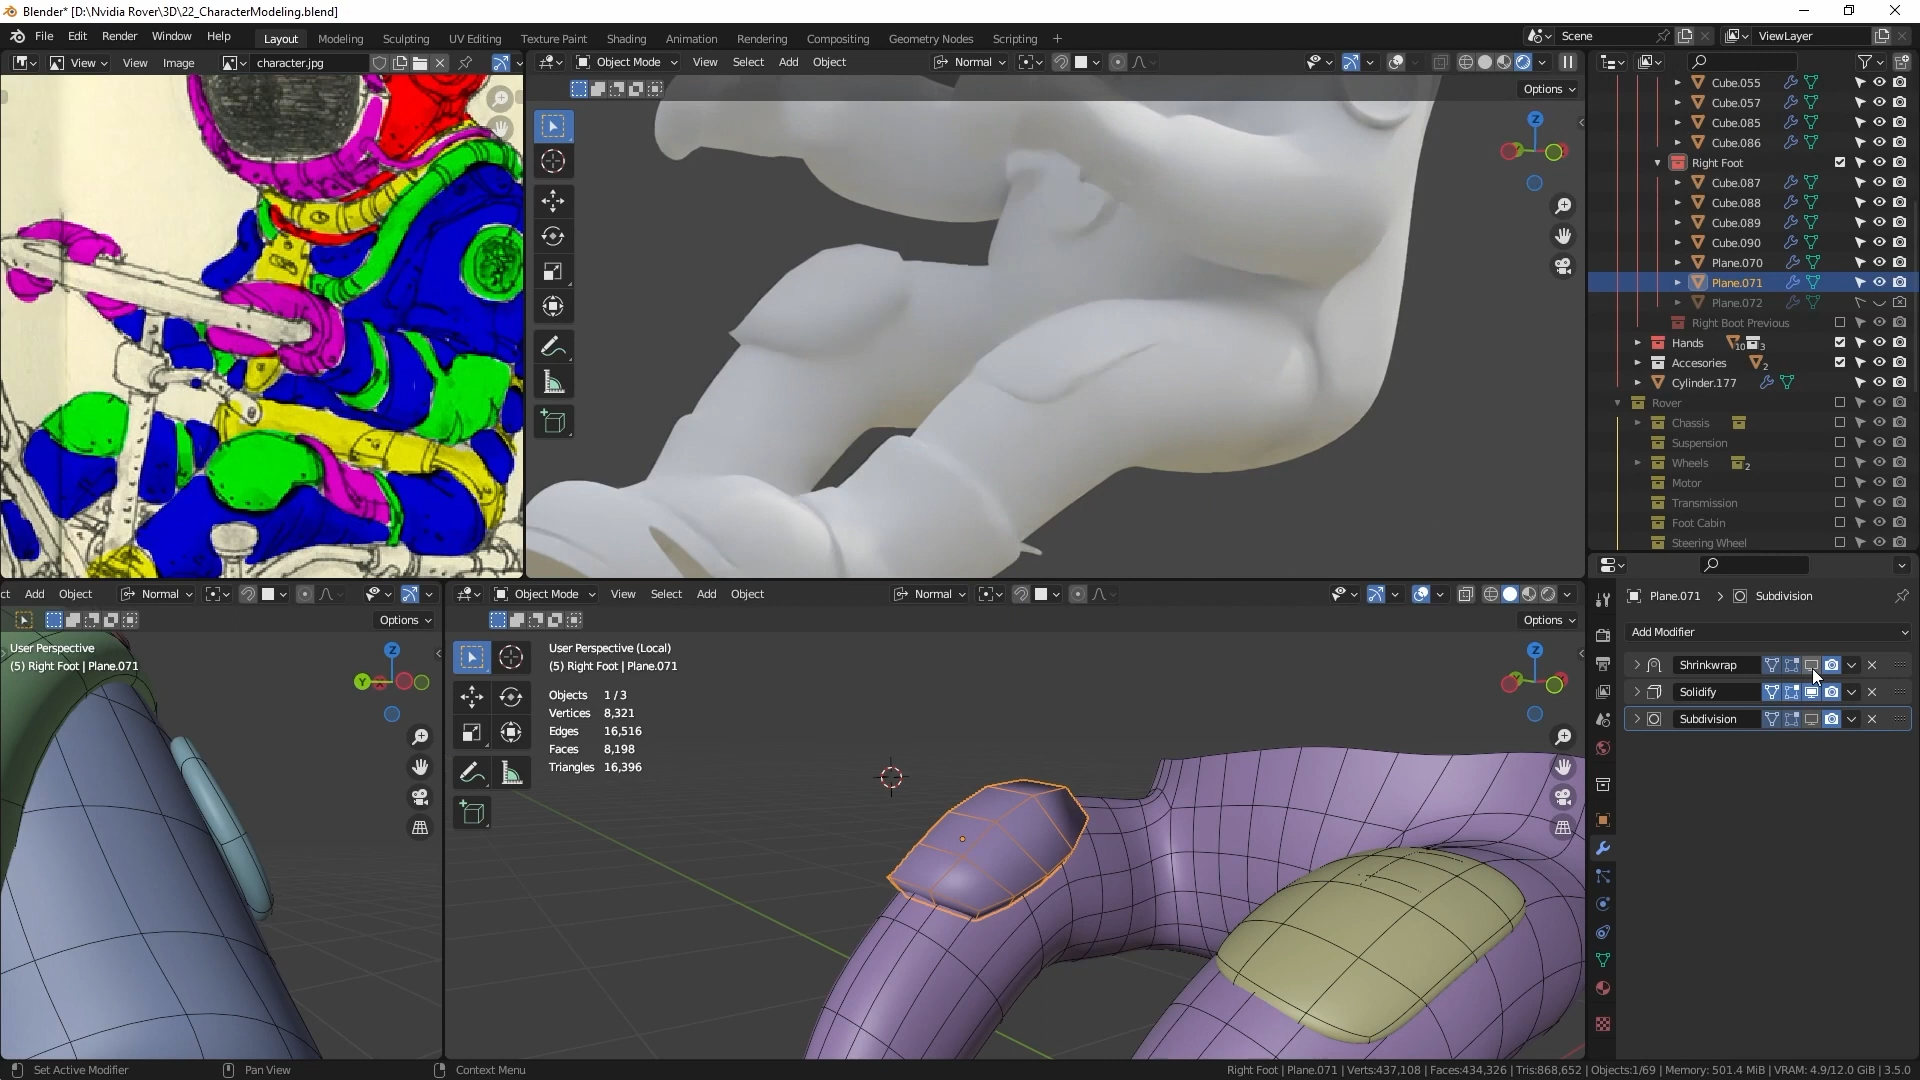 Blender* [D:\Nvidia Rover\3D\22_CharacterModeling.blend]
File Edit Render Window Help Layout Modeling Sculpting UV Editing Texture Paint Shading Animation Rendering Compositing Geometry Nodes Scripting + Scene ViewLayer
View View Image character.jpg
Object Mode View Select Add Object Normal
Options
Z
Cube.055
Cube.057
Cube.085
Cube.086
Right Foot
Cube.087
Cube.088
Cube.089
Cube.090
Plane.070
Plane.071
Plane.072
Right Boot Previous
Hands 10 3
Accesories 2
Cylinder.177
Rover
Chassis
Suspension
Wheels 2
Motor
Transmission
Foot Cabin
Steering Wheel
ct Add Object Normal
Options
User Perspective
(5) Right Foot | Plane.071
Z
Y
Object Mode View Select Add Object Normal
Options
User Perspective (Local)
(5) Right Foot | Plane.071
Objects 1 / 3
Vertices 8,321
Edges 16,516
Faces 8,198
Triangles 16,396
Z
Plane.071 > Subdivision
Add Modifier
Shrinkwrap
Solidify
Subdivision
Set Active Modifier Pan View Context Menu Right Foot | Plane.071 | Verts:437,108 | Faces:434,326 | Tris:868,652 | Objects:1/69 | Memory: 501.4 MiB | VRAM: 4.9/12.0 GiB | 3.5.0